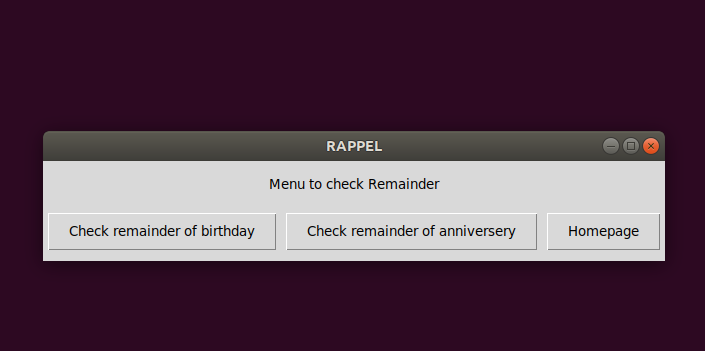 RAPPEL
Menu to check Remainder
Check remainder of birthday
Check remainder of anniversery
Homepage